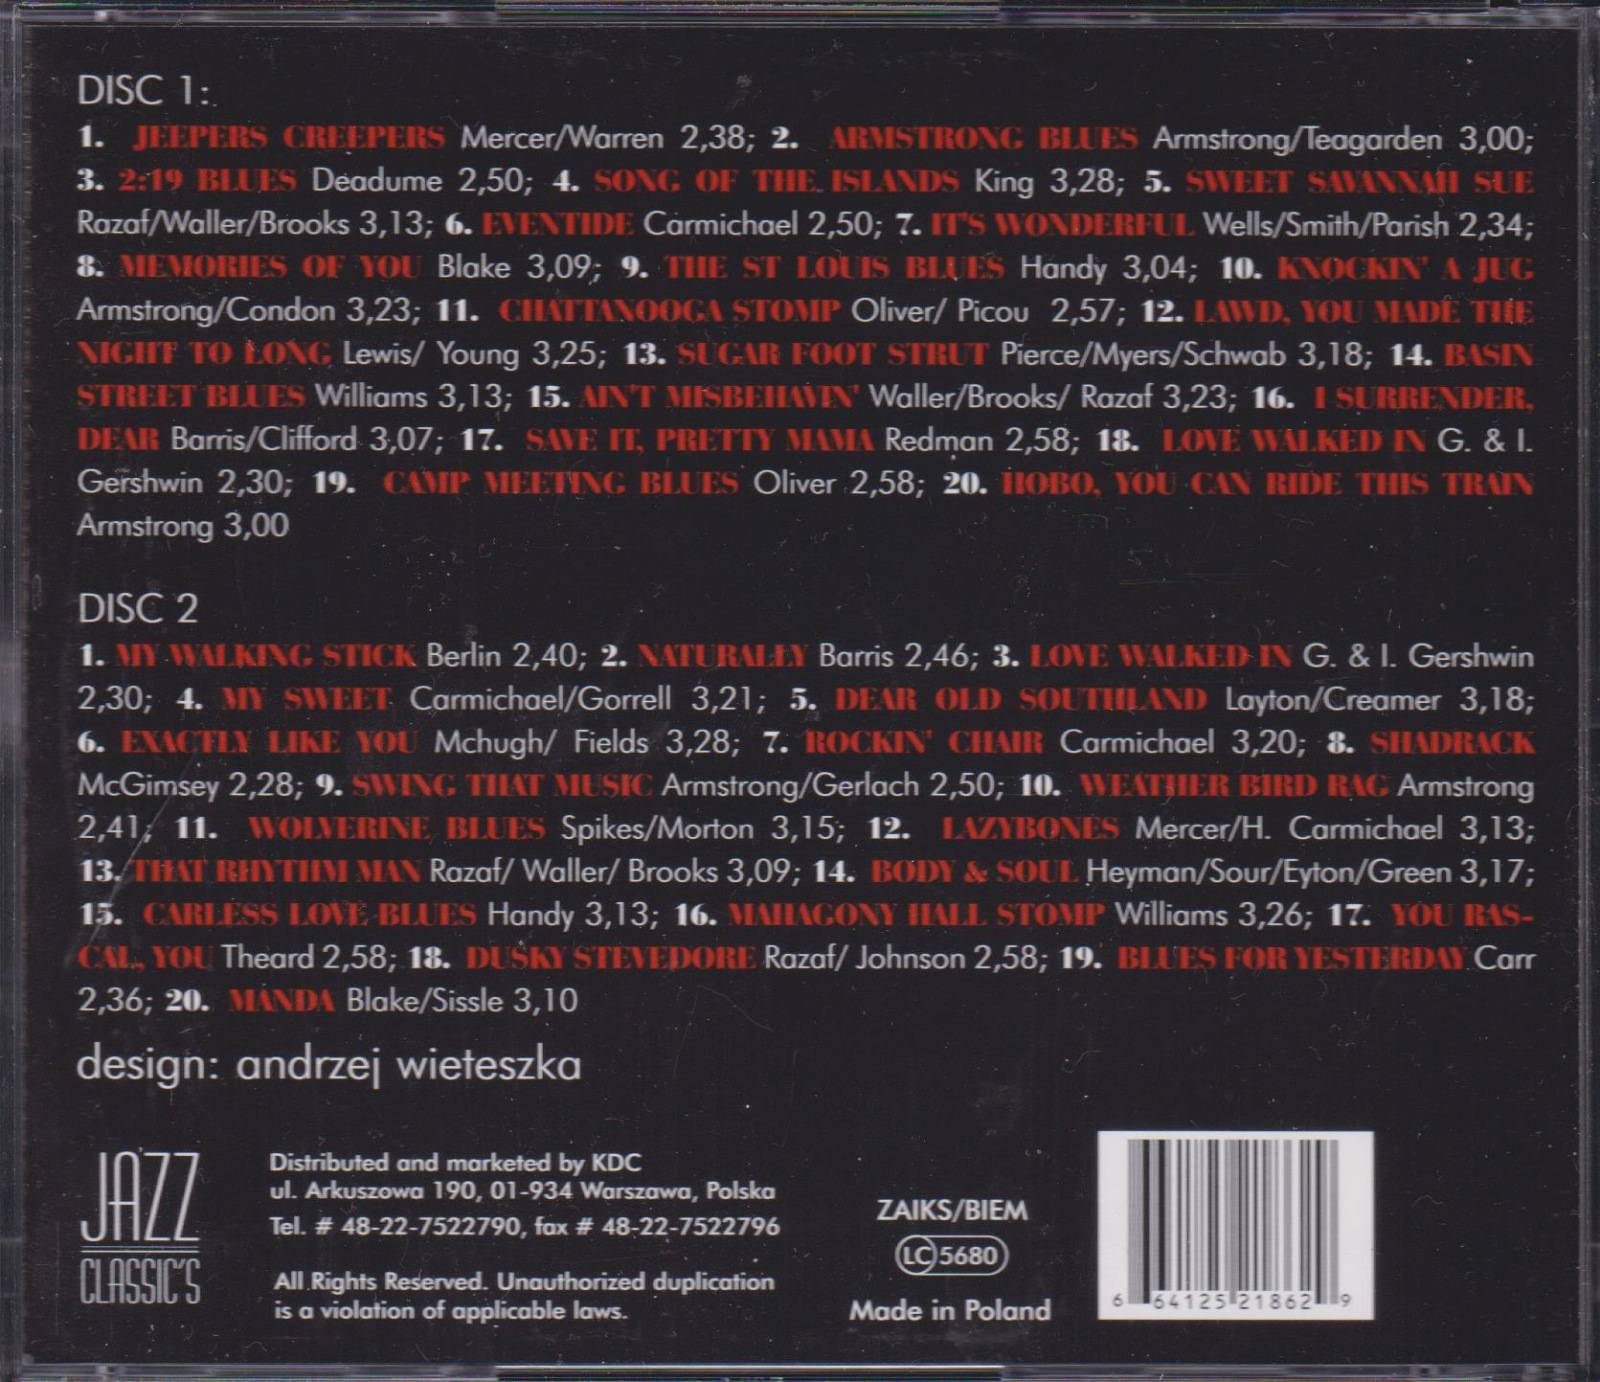 DISC 1:
1. JEEPERS CREEPERS Mercer/Warren 2,38; 2. ARMSTRONG BLUES Armstrong/Teagarden 3,00;
3. 2:19 BLUES Deadume 2,50; 4. SONG OF THE ISLANDS King 3,28; 5. SWEET SAVANNAH SUE
Razaf/Waller/Brooks 3,13; 6. EVENTIDE Carmichael 2,50; 7. IT'S WONDERFUL Wells/Smith/Parish 2,34;
8. MEMORIES OF YOU Blake 3,09; 9. THE ST LOUIS BLUES Handy 3,04; 10. KNOCKIN' A JUG
Armstrong/Condon 3,23; 11. CHATTANOOGA STOMP Oliver/ Picou 2,57; 12. LAWD, YOU MADE THE
NIGHT TO LONG Lewis/ Young 3,25; 13. SUGAR FOOT STRUT Pierce/Myers/Schwab 3,18; 14. BASIN
STREET BLUES Williams 3,13; 15. AIN'T MISBEHAVIN' Waller/Brooks/ Razaf 3,23; 16. I SURRENDER,
DEAR Barris/Clifford 3,07; 17. SAVE IT, PRETTY MAMA Redman 2,58; 18. LOVE WALKED IN G. & I.
Gershwin 2,30; 19. CAMP MEETING BLUES Oliver 2,58; 20. HOBO, YOU CAN RIDE THIS TRAIN
Armstrong 3,00
DISC 2
1. MY WALKING STICK Berlin 2,40; 2. NATURALLY Barris 2,46; 3. LOVE WALKED IN G. & I. Gershwin
2,30; 4. MY SWEET Carmichael/Gorrell 3,21; 5. DEAR OLD SOUTHLAND Layton/Creamer 3,18;
6. EXACTLY LIKE YOU Mchugh/ Fields 3,28; 7. ROCKIN' CHAIR Carmichael 3,20; 8. SHADRACK
McGimsey 2,28; 9. SWING THAT MUSIC Armstrong/Gerlach 2,50; 10. WEATHER BIRD RAG Armstrong
2,41; 11. WOLVERINE BLUES Spikes/Morton 3,15; 12. LAZYBONES Mercer/H. Carmichael 3,13;
13. THAT RHYTHM MAN Razaf/ Waller/ Brooks 3,09; 14. BODY & SOUL Heyman/Sour/Eyton/Green 3,17;
15. CARLESS LOVE BLUES Handy 3,13; 16. MAHAGONY HALL STOMP Williams 3,26; 17. YOU RAS-
CAL, YOU Theard 2,58; 18. DUSKY STEVEDORE Razaf/ Johnson 2,58; 19. BLUES FOR YESTERDAY Carr
2,36; 20. MANDA Blake/Sissle 3,10
design: andrzej wieteszka
JAZZ
CLASSIC'S
Distributed and marketed by KDC
ul. Arkuszowa 190, 01-934 Warszawa, Polska
Tel. # 48-22-7522790, fax # 48-22-7522796
All Rights Reserved. Unauthorized duplication
is a violation of applicable laws.
ZAIKS/BIEM
LC 5680
Made in Poland
6 64125 21862 9